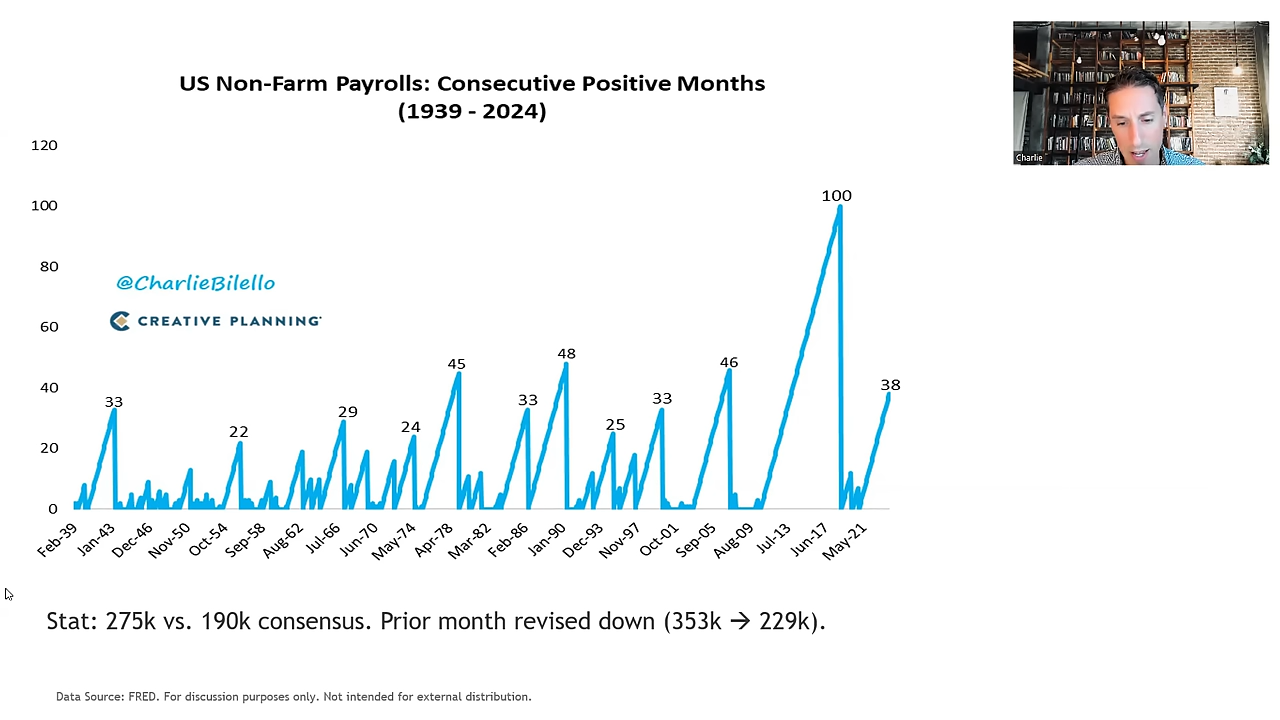 US Non-Farm Payrolls: Consecutive Positive Months
(1939 - 2024)
120
100
80
60
40
20
0
@CharlieBilello
CREATIVE PLANNING
33
22
29
24
45
33
48
25
33
46
100
38
Feb-39
Jan-43
Dec-46
Nov-50
Oct-54
Sep-58
Aug-62
Jul-66
Jun-70
May-74
Apr-78
Mar-82
Feb-86
Jan-90
Dec-93
Nov-97
Oct-01
Sep-05
Aug-09
Jul-13
Jun-17
May-21
Stat: 275k vs. 190k consensus. Prior month revised down (353k → 229k).
Data Source: FRED. For discussion purposes only. Not intended for external distribution.
Charlie